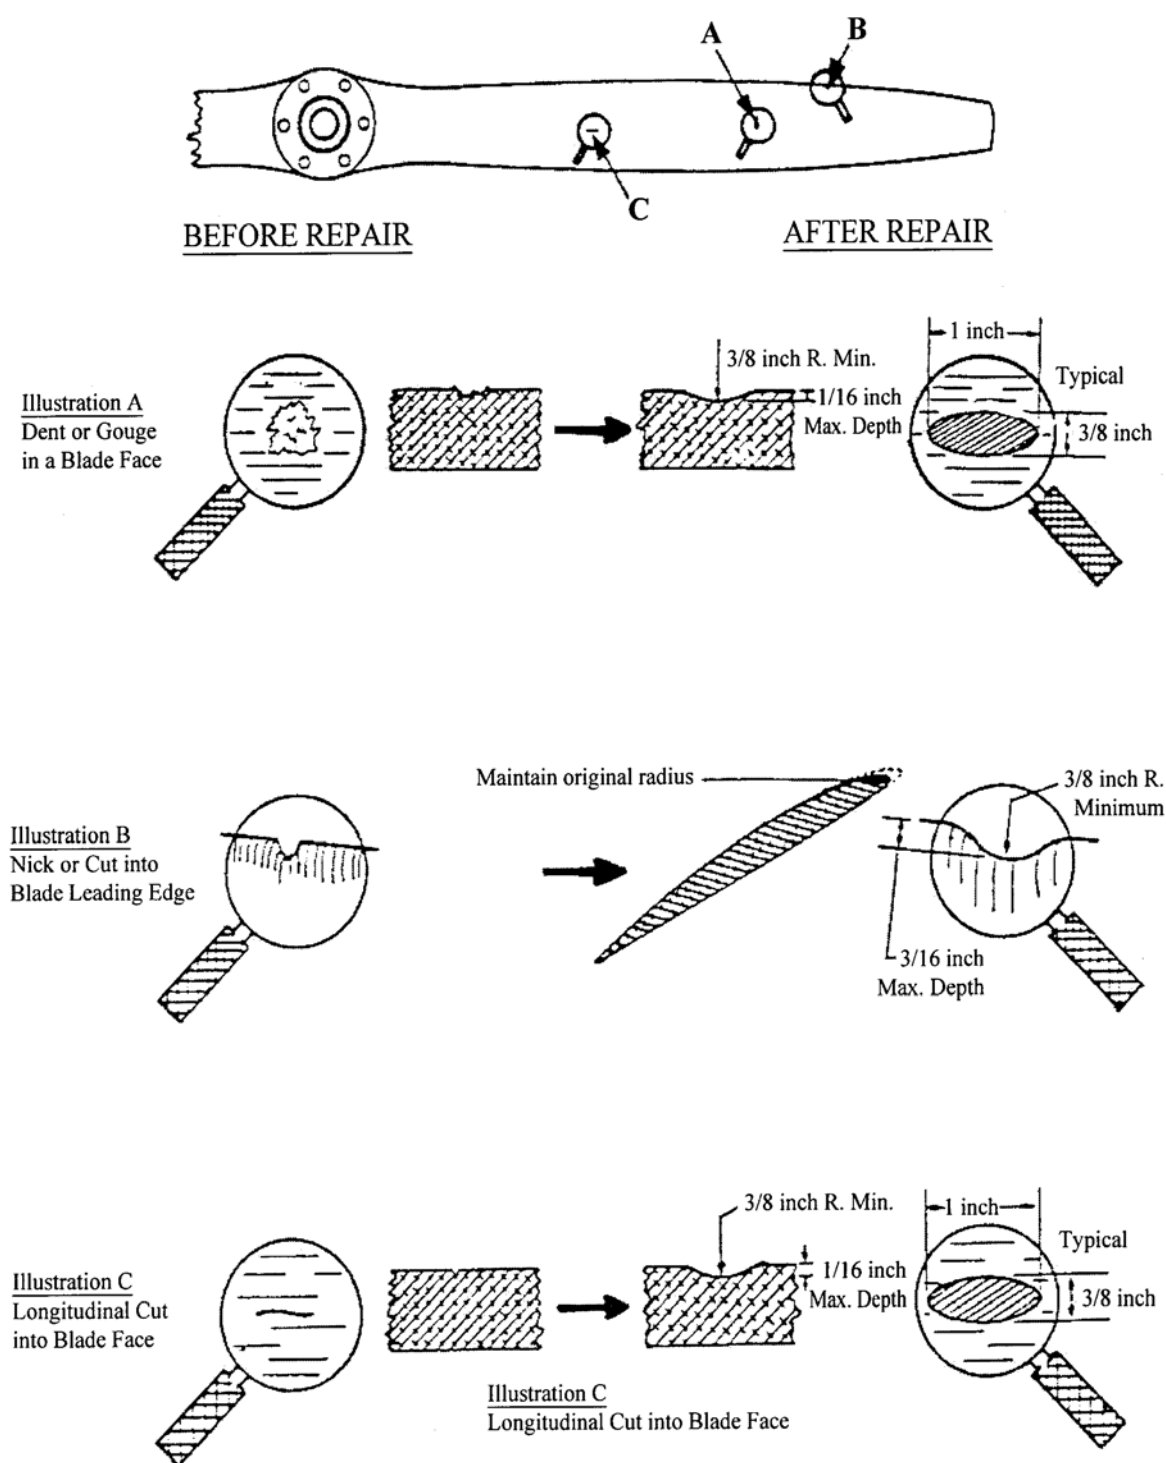 A
B
C
BEFORE REPAIR
AFTER REPAIR
Illustration A
Dent or Gouge
in a Blade Face
3/8 inch R. Min.
1/16 inch
Max. Depth
1 inch
Typical
3/8 inch
Illustration B
Nick or Cut into
Blade Leading Edge
Maintain original radius
3/8 inch R.
Minimum
3/16 inch
Max. Depth
Illustration C
Longitudinal Cut
into Blade Face
3/8 inch R. Min.
1/16 inch
Max. Depth
1 inch
Typical
3/8 inch
Illustration C
Longitudinal Cut into Blade Face